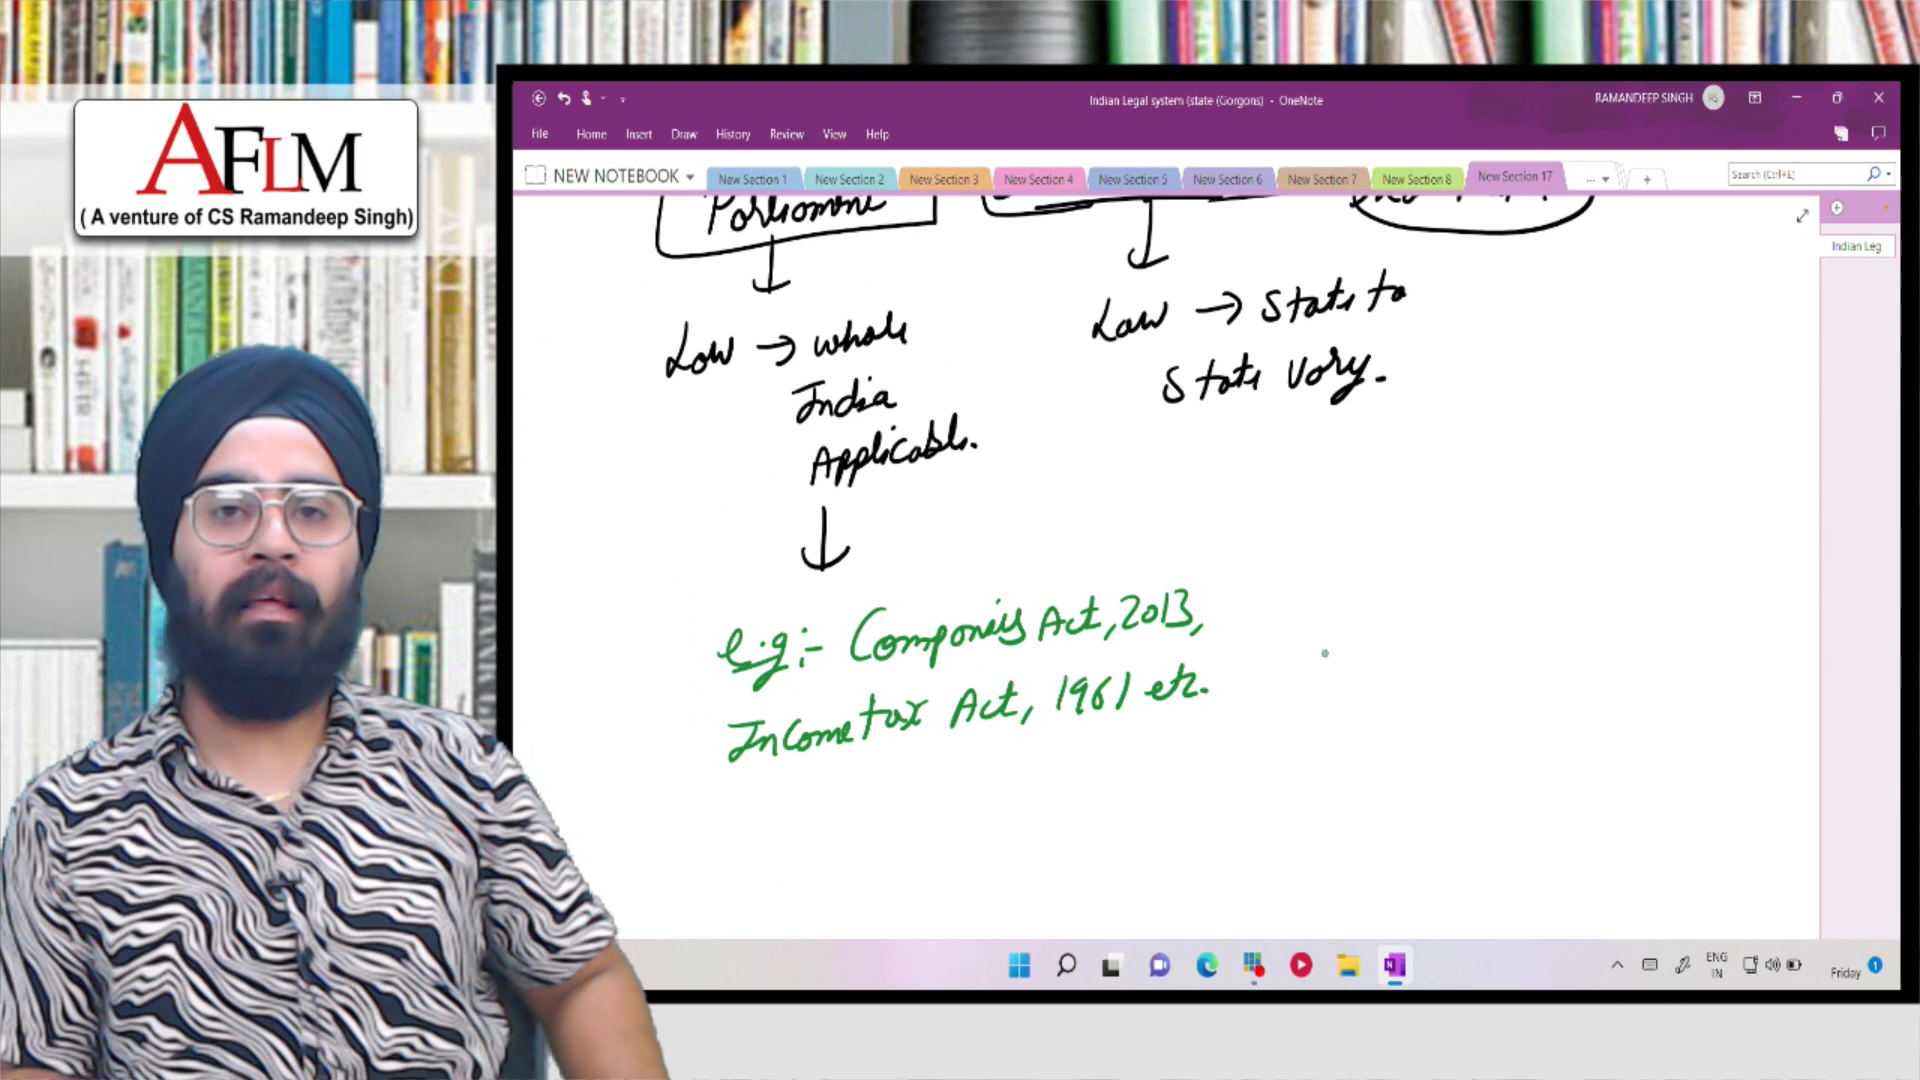 AFLM
( A venture of CS Ramandeep Singh)
Indian Legal system (state (Gorgons) - OneNote
RAMANDEEP SINGH
RS
File Home Insert Draw History Review View Help
NEW NOTEBOOK
New Section 1 New Section 2 New Section 3 New Section 4 New Section 5 New Section 6 New Section 7 New Section 8 New Section 17 ...
Search (Ctrl+E)
Indian Leg
Parliament
Law → whole
India
Applicable.
Law → State to
State Vary.
e.g:- Companies Act, 2013,
Income tax Act, 1961 etc.
ENG
IN
Friday
1